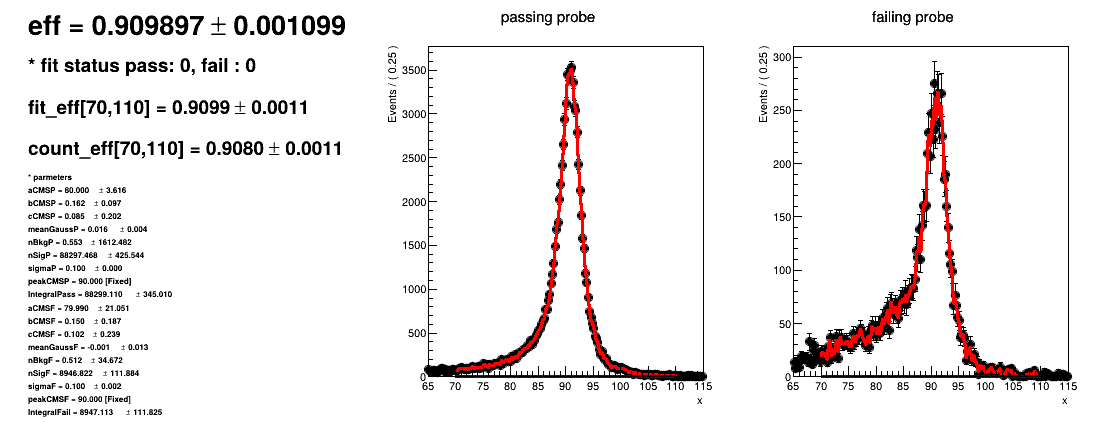 eff = 0.909897 ± 0.001099
* fit status pass: 0, fail : 0
fit_eff[70,110] = 0.9099 ± 0.0011
count_eff[70,110] = 0.9080 ± 0.0011
* parmeters
aCMSP = 80.000 ± 3.616
bCMSP = 0.162 ± 0.097
cCMSP = 0.085 ± 0.202
meanGaussP = 0.016 ± 0.004
nBkgP = 0.553 ± 1612.482
nSigP = 88297.468 ± 425.544
sigmaP = 0.100 ± 0.000
peakCMSP = 90.000 [Fixed]
IntegralPass = 88299.110 ± 345.010
aCMSF = 79.990 ± 21.051
bCMSF = 0.150 ± 0.187
cCMSF = 0.102 ± 0.239
meanGaussF = -0.001 ± 0.013
nBkgF = 0.512 ± 34.672
nSigF = 8946.822 ± 111.884
sigmaF = 0.100 ± 0.002
peakCMSF = 90.000 [Fixed]
IntegralFail = 8947.113 ± 111.825
passing probe
Events / ( 0.25 )
3500
3000
2500
2000
1500
1000
500
0
65 70 75 80 85 90 95 100 105 110 115
x
failing probe
Events / ( 0.25 )
300
250
200
150
100
50
0
65 70 75 80 85 90 95 100 105 110 115
x